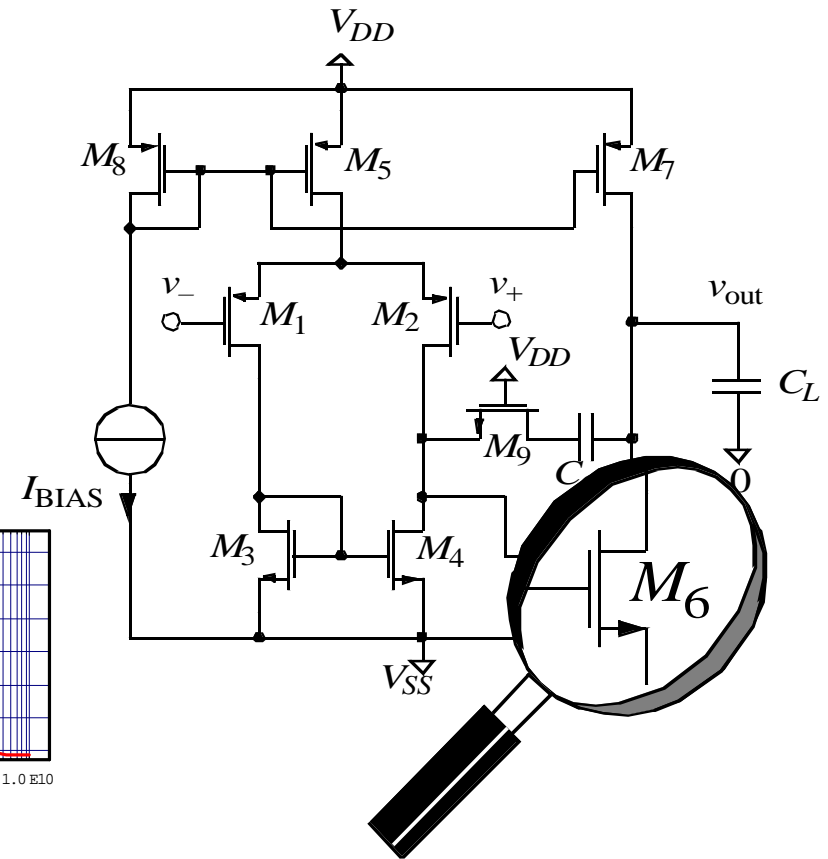 V_DD
M_8
M_5
M_7
v_–
M_1
M_2
v_+
v_out
V_DD
C_L
M_9
C
0
I_BIAS
M_3
M_4
M_6
V_SS
1.0 E10